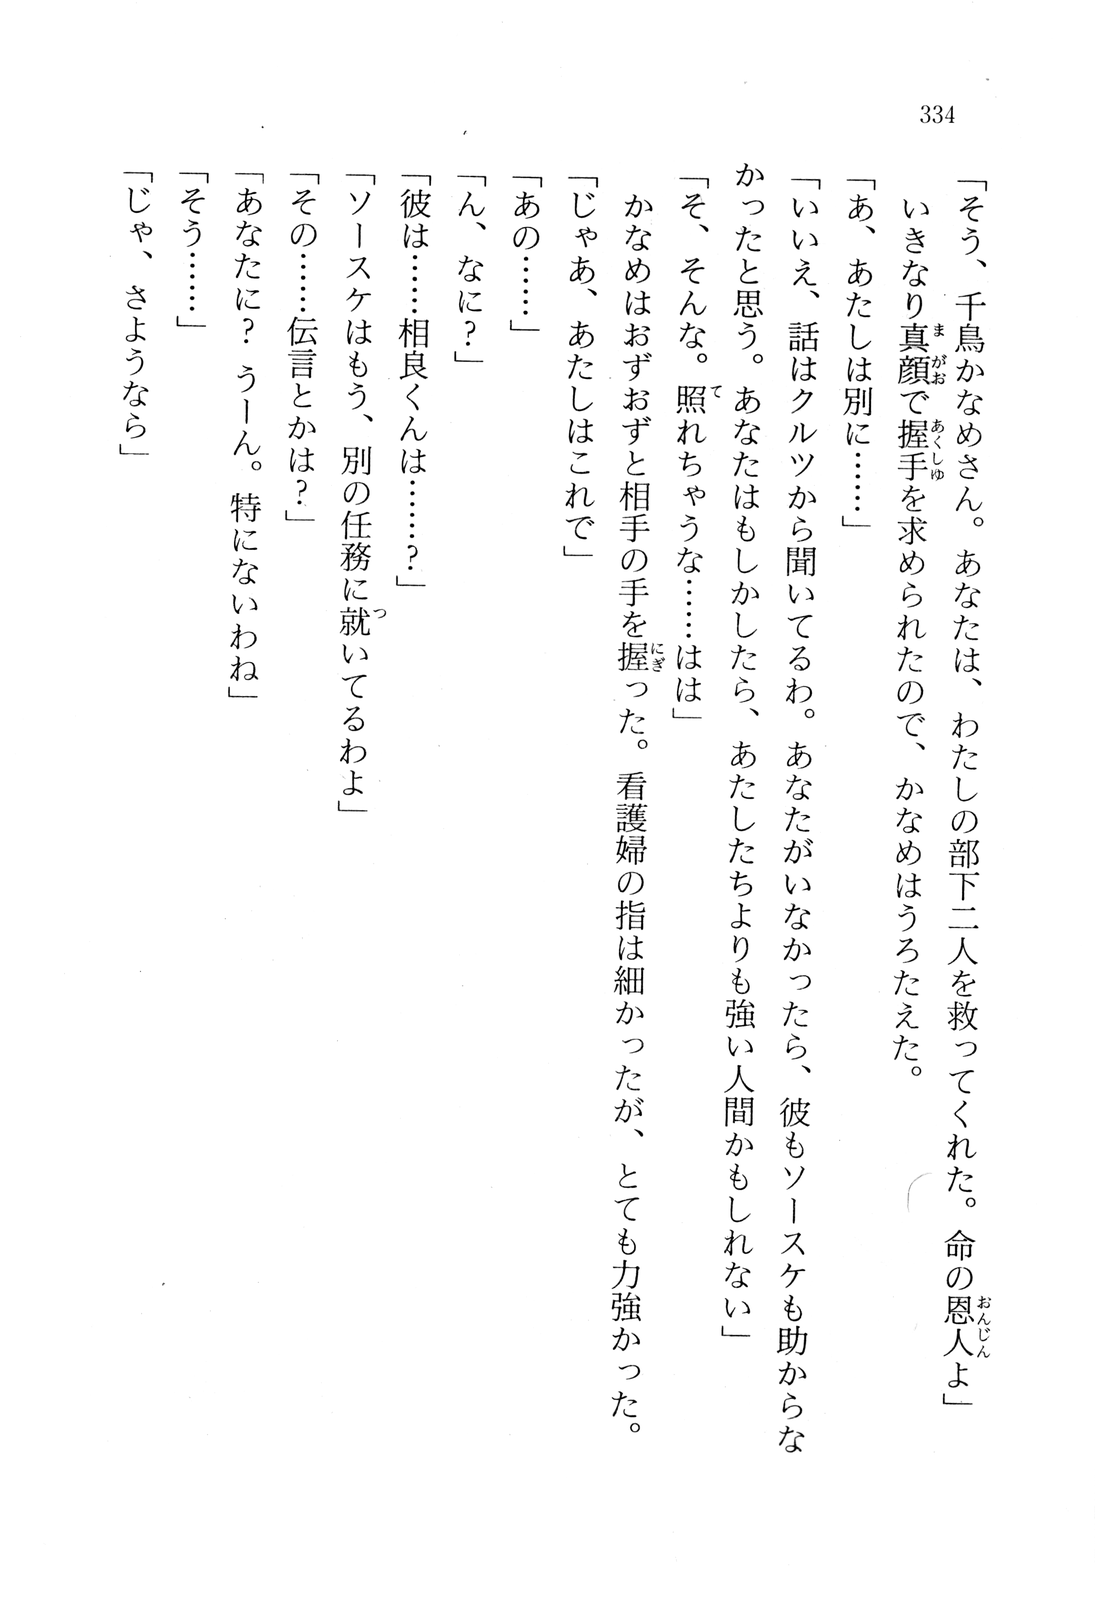 334
「そう、千鳥かなめさん。あなたは、わたしの部下二人を救ってくれた。命の恩人よ」
いきなり真顔で握手を求められたので、かなめはうろたえた。
「あ、あたしは別に……」
「いいえ、話はクルツから聞いてるわ。あなたがいなかったら、彼もソースケも助からな
かったと思う。あなたはもしかしたら、あたしたちよりも強い人間かもしれない」
「そ、そんな。照れちゃうな……はは」
かなめはおずおずと相手の手を握った。看護婦の指は細かったが、とても力強かった。
「じゃあ、あたしはこれで」
「あの……」
「ん、なに？」
「彼は……相良くんは……？」
「ソースケはもう、別の任務に就いてるわよ」
「その……伝言とかは？」
「あなたに？　うーん。特にないわね」
「そう……」
「じゃ、さようなら」